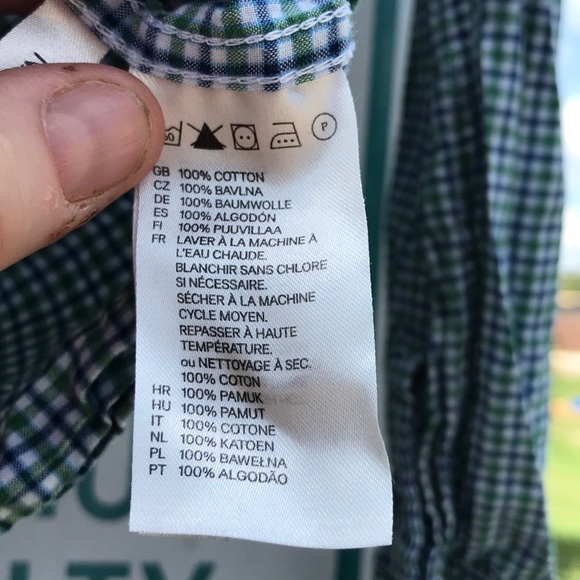 P
GB 100% COTTON
CZ 100% BAVLNA
DE 100% BAUMWOLLE
ES 100% ALGODÓN
FI 100% PUUVILLAA
FR LAVER À LA MACHINE À
L'EAU CHAUDE.
BLANCHIR SANS CHLORE
SI NÉCESSAIRE.
SÉCHER À LA MACHINE
CYCLE MOYEN.
REPASSER À HAUTE
TEMPÉRATURE.
ou NETTOYAGE À SEC.
100% COTON
HR 100% PAMUK
HU 100% PAMUT
IT 100% COTONE
NL 100% KATOEN
PL 100% BAWEŁNA
PT 100% ALGODÃO